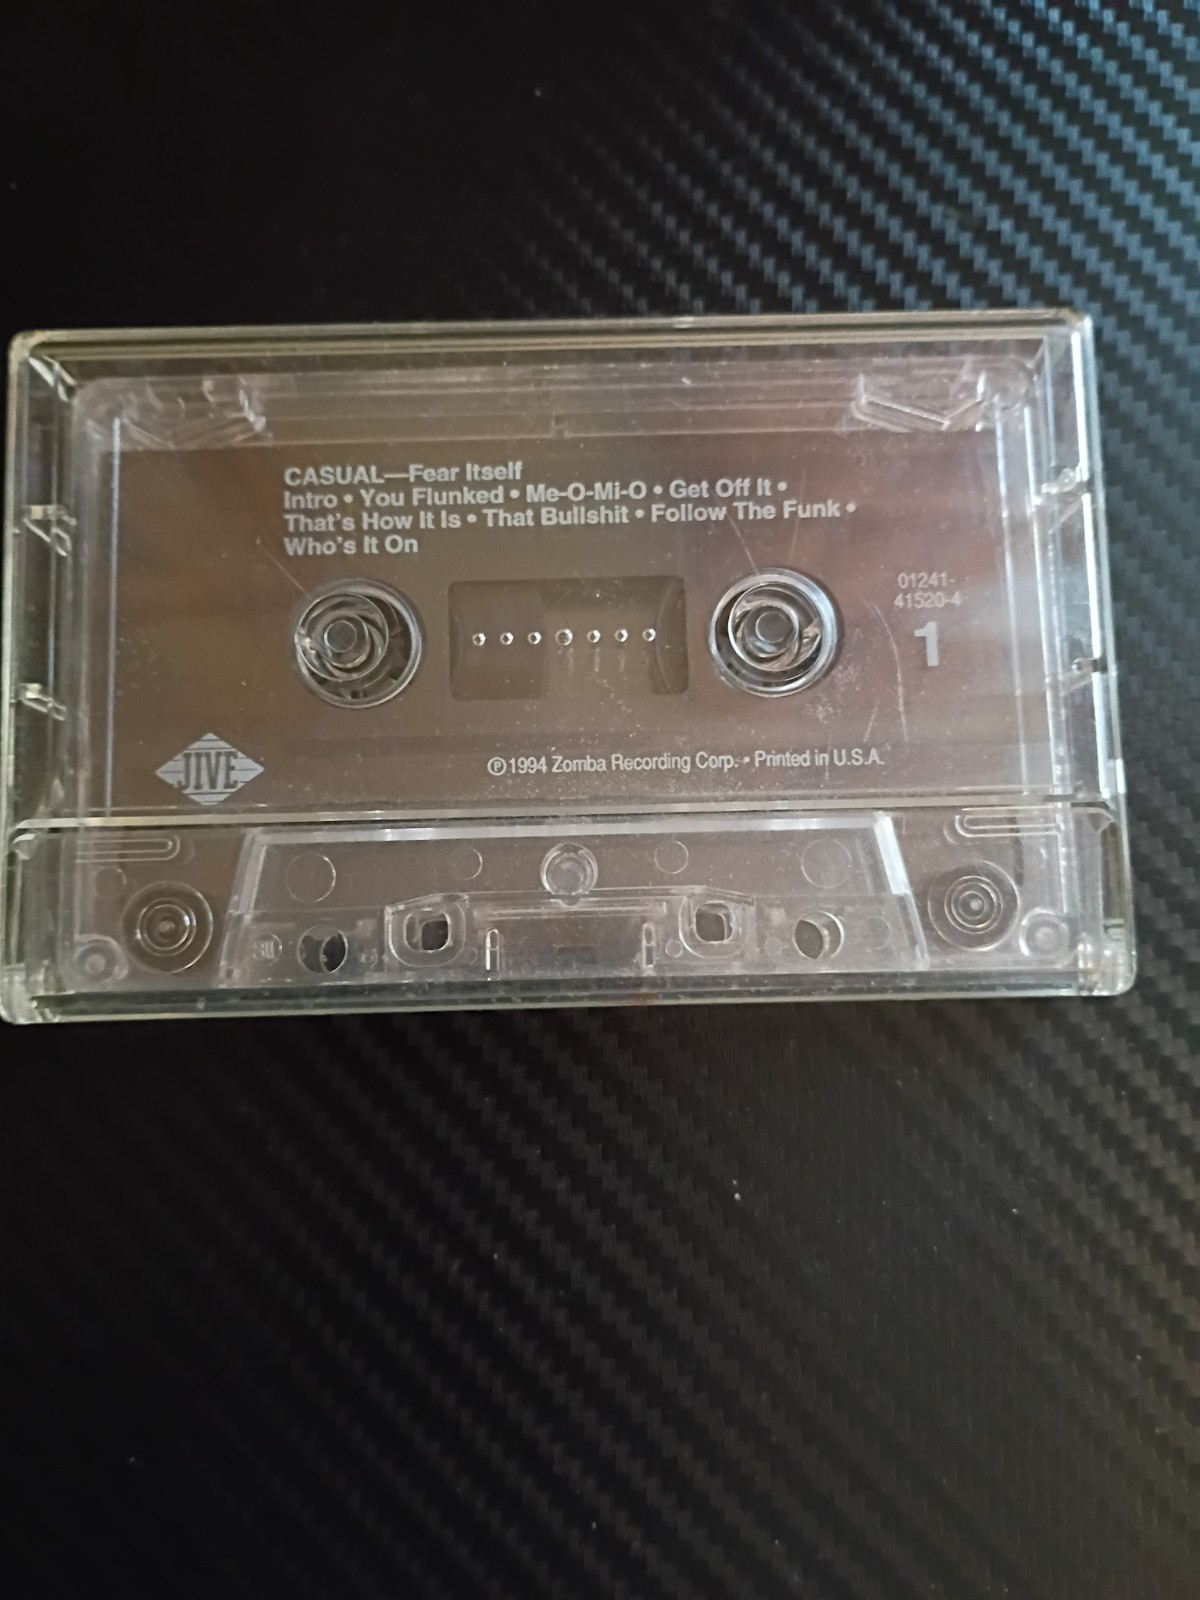 CASUAL—Fear Itself
Intro • You Flunked • Me-O-Mi-O • Get Off It •
That's How It Is • That Bullshit • Follow The Funk •
Who's It On
01241-
41520-4
1
JIVE
℗ 1994 Zomba Recording Corp. • Printed in U.S.A.